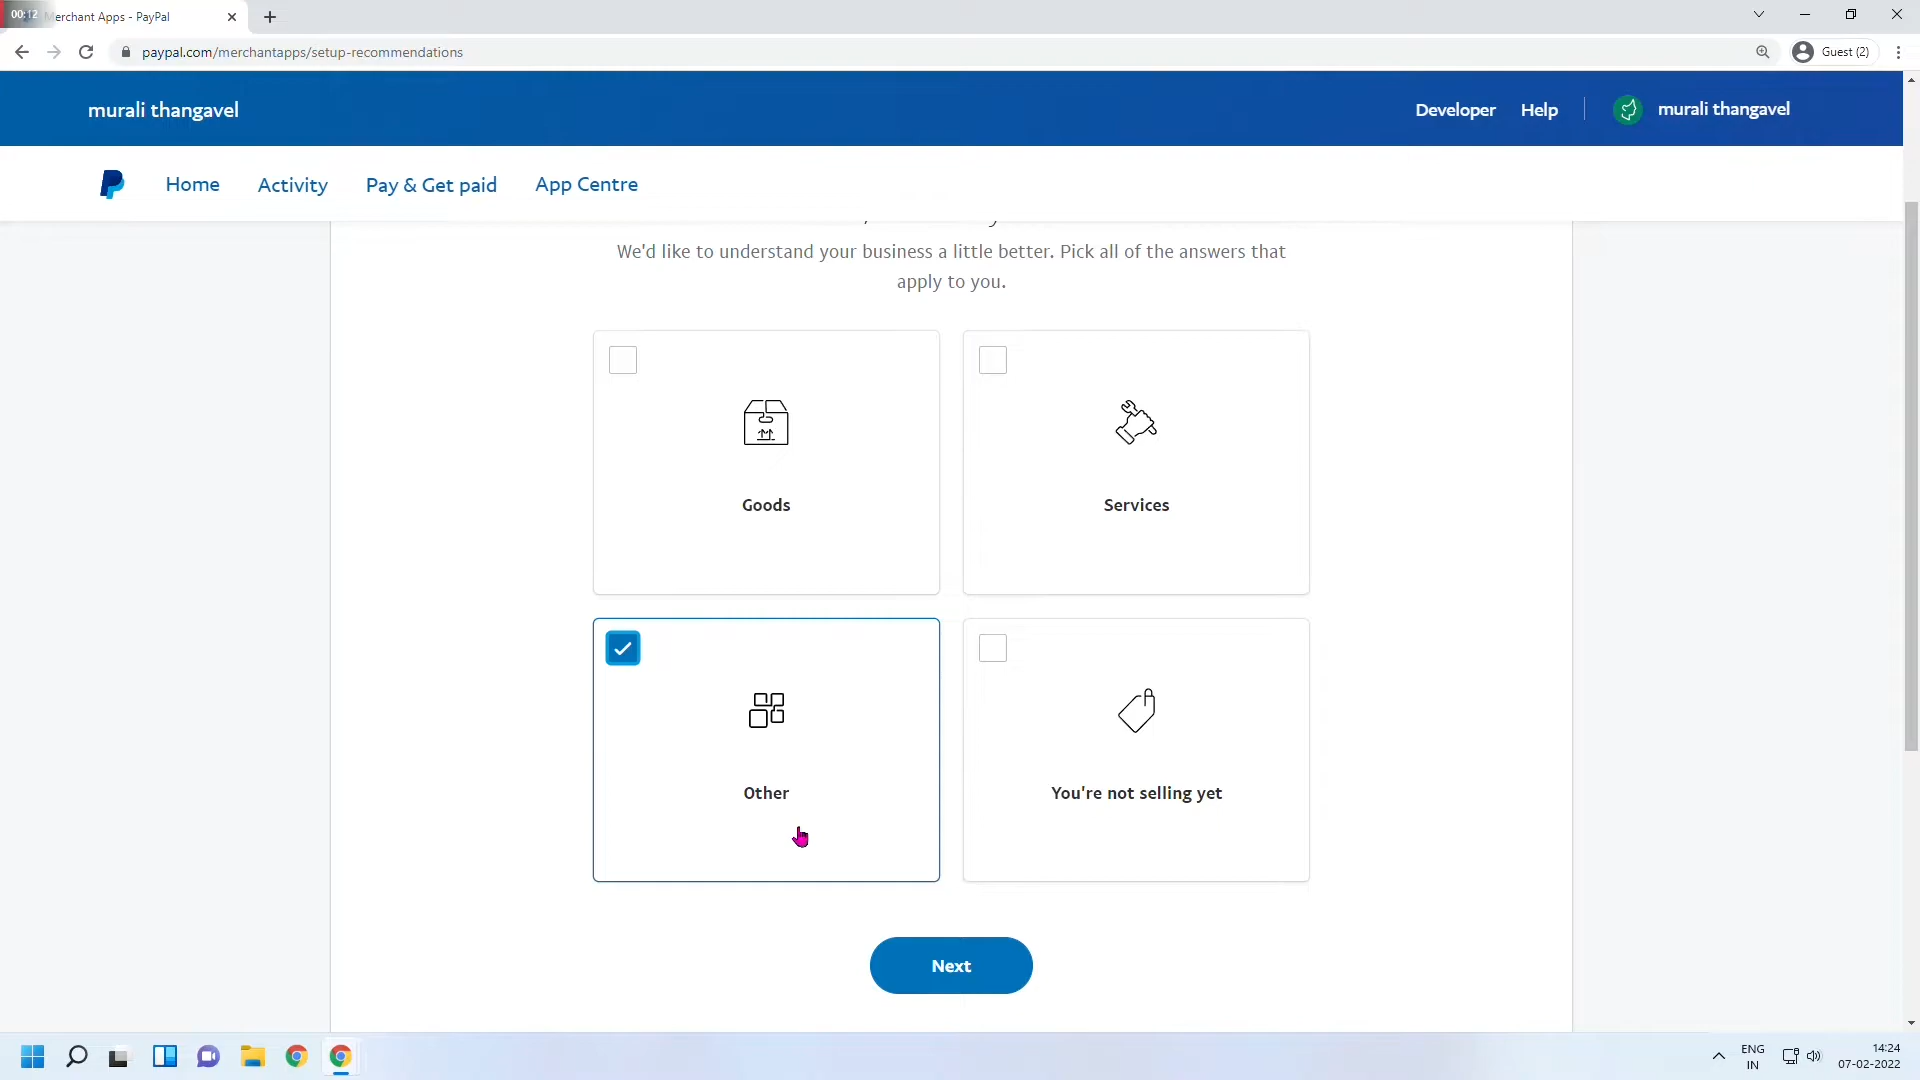 00:12
Merchant Apps - PayPal
paypal.com/merchantapps/setup-recommendations
Guest (2)
murali thangavel
Developer
Help
murali thangavel
Home
Activity
Pay & Get paid
App Centre
We'd like to understand your business a little better. Pick all of the answers that
apply to you.
Goods
Services
Other
You're not selling yet
Next
ENG
IN
14:24
07-02-2022